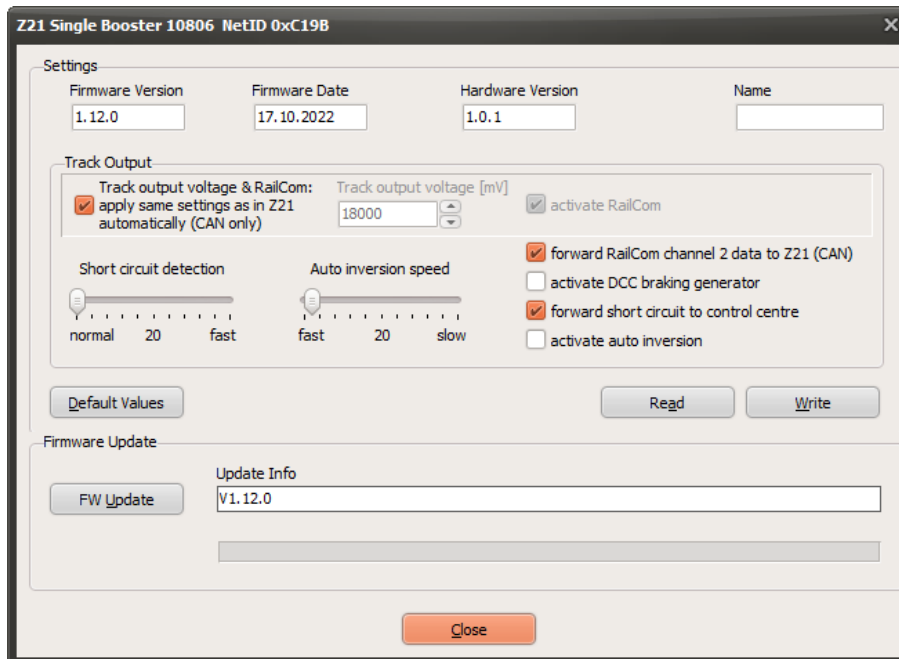 Z21 Single Booster 10806 NetID 0xC19B
Settings
Firmware Version
Firmware Date
Hardware Version
Name
1.12.0
17.10.2022
1.0.1
Track Output
Track output voltage & RailCom:
apply same settings as in Z21
automatically (CAN only)
Track output voltage [mV]
18000
activate RailCom
forward RailCom channel 2 data to Z21 (CAN)
activate DCC braking generator
forward short circuit to control centre
activate auto inversion
Short circuit detection
normal 20 fast
Auto inversion speed
fast 20 slow
Default Values
Read
Write
Firmware Update
Update Info
FW Update
V1.12.0
Close